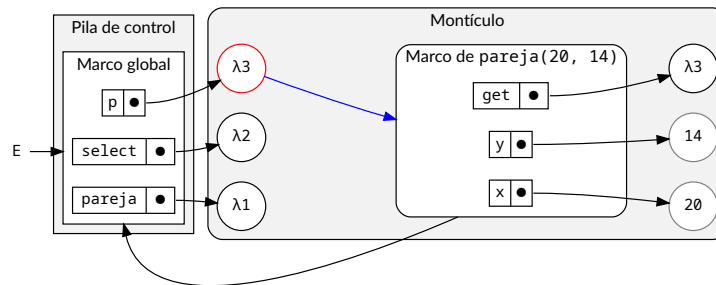 Pila de control
Montículo
Marco global
Marco de pareja(20, 14)
p
λ3
get
λ3
E
select
λ2
y
14
pareja
λ1
x
20